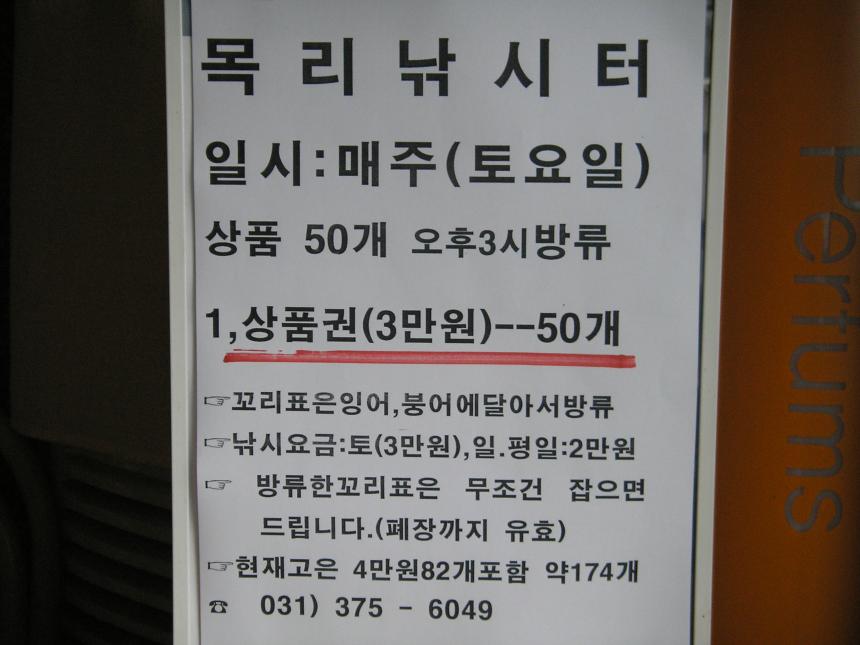 목 리 낚 시 터
일시:매주(토요일)
상품 50개 오후3시방류
1,상품권(3만원)--50개
☞꼬리표은잉어,붕어에달아서방류
☞낚시요금:토(3만원),일.평일:2만원
☞ 방류한꼬리표은 무조건 잡으면
드립니다.(폐장까지 유효)
☞현재고은 4만원82개포함 약174개
☎ 031) 375 - 6049
Perfums